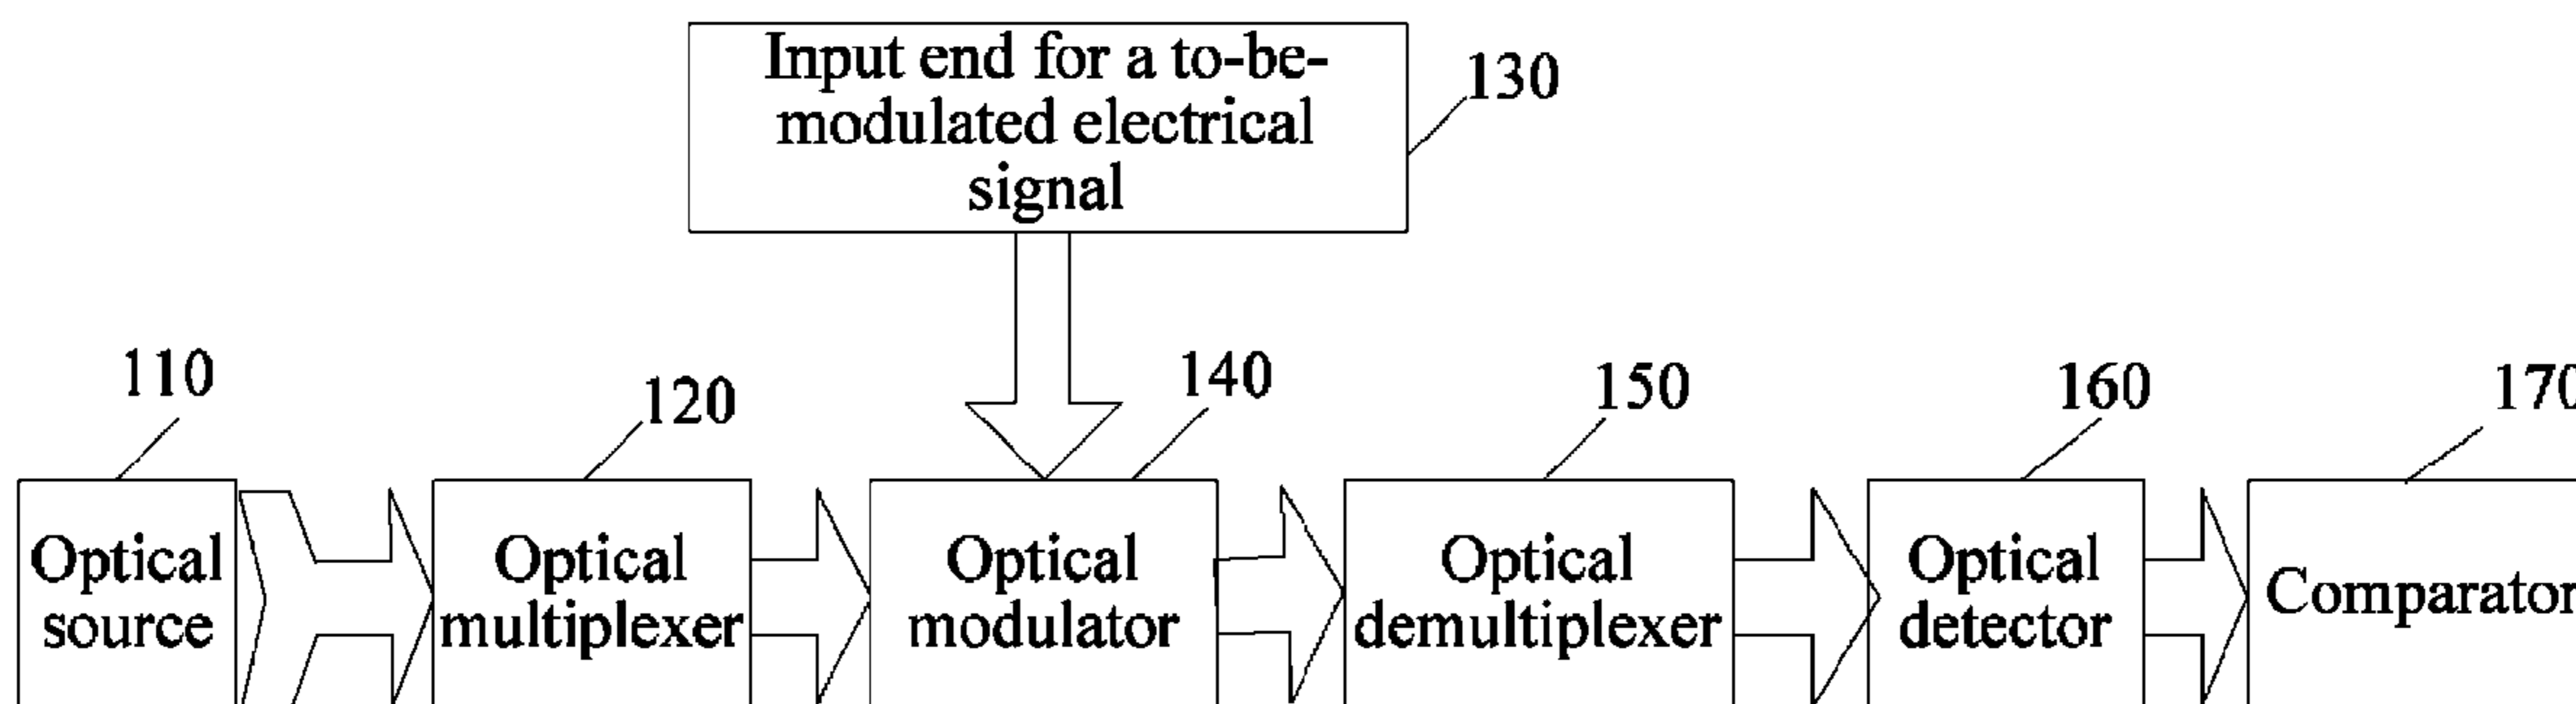 Input end for a to-be-
modulated electrical
signal
130
110
120
140
150
160
170
Optical
source
Optical
multiplexer
Optical
modulator
Optical
demultiplexer
Optical
detector
Comparator